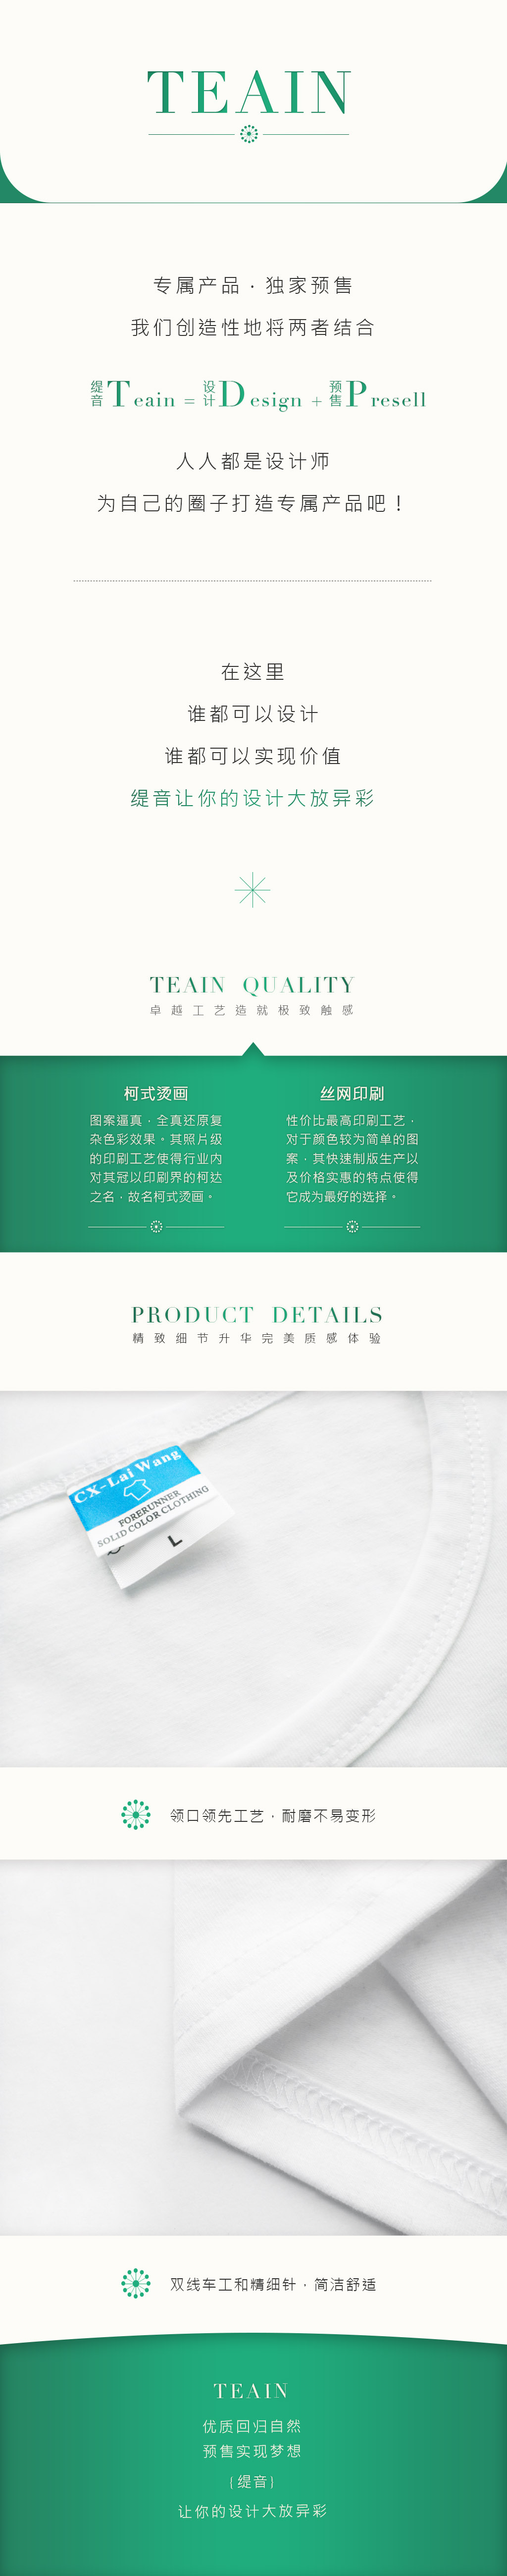 TEAIN
专属产品·独家预售
我们创造性地将两者结合
缇音 Teain = 设计 Design + 预售 Presell
人人都是设计师
为自己的圈子打造专属产品吧！
在这里
谁都可以设计
谁都可以实现价值
缇音让你的设计大放异彩
TEAIN QUALITY
卓越工艺造就极致触感
柯式烫画
图案逼真，全真还原复
杂色彩效果。其照片级
的印刷工艺使得行业内
对其冠以印刷界的柯达
之名，故名柯式烫画。
丝网印刷
性价比最高印刷工艺，
对于颜色较为简单的图
案，其快速制版生产以
及价格实惠的特点使得
它成为最好的选择。
PRODUCT DETAILS
精致细节升华完美质感体验
CX-Lai Wang
FORERUNNER
SOLID COLOR CLOTHING
L
领口领先工艺，耐磨不易变形
双线车工和精细针，简洁舒适
TEAIN
优质回归自然
预售实现梦想
{缇音}
让你的设计大放异彩